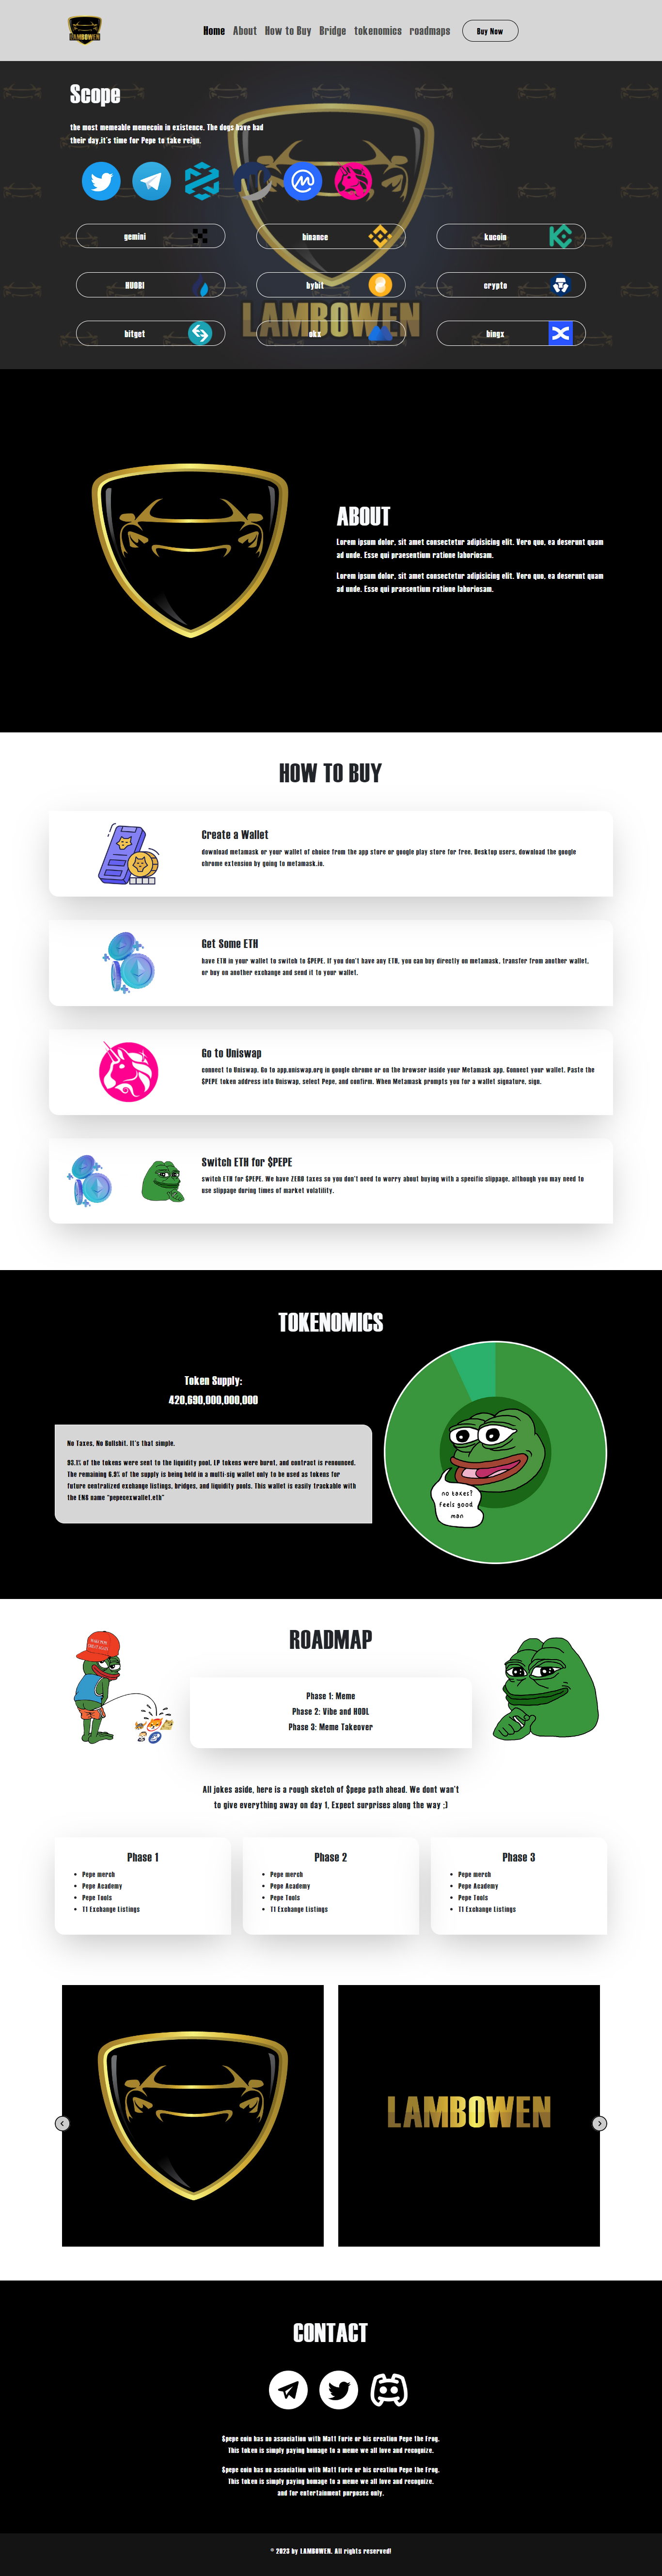 LAMBOWEN
Home About How to Buy Bridge tokenomics roadmaps Buy Now
Scope
the most memeable memecoin in existence. The dogs have had
their day,it's time for Pepe to take reign.
gemini binance kucoin
HUOBI bybit crypto
bitget okx bingx
LAMBOWEN
ABOUT
Lorem ipsum dolor, sit amet consectetur adipisicing elit. Vero quo, ea deserunt quam
ad unde. Esse qui praesentium ratione laboriosam.
Lorem ipsum dolor, sit amet consectetur adipisicing elit. Vero quo, ea deserunt quam
ad unde. Esse qui praesentium ratione laboriosam.
HOW TO BUY
Create a Wallet
download metamask or your wallet of choice from the app store or google play store for free. Desktop users, download the google
chrome extension by going to metamask.io.
Get Some ETH
have ETH in your wallet to switch to $PEPE. If you don't have any ETH, you can buy directly on metamask, transfer from another wallet,
or buy on another exchange and send it to your wallet.
Go to Uniswap
connect to Uniswap. Go to app.uniswap.org in google chrome or on the browser inside your Metamask app. Connect your wallet. Paste the
$PEPE token address into Uniswap, select Pepe, and confirm. When Metamask prompts you for a wallet signature, sign.
Switch ETH for $PEPE
switch ETH for $PEPE. We have ZERO taxes so you don't need to worry about buying with a specific slippage, although you may need to
use slippage during times of market volatility.
TOKENOMICS
Token Supply:
420,690,000,000,000
No Taxes, No Bullshit. It's that simple.
93.1% of the tokens were sent to the liquidity pool, LP tokens were burnt, and contract is renounced.
The remaining 6.9% of the supply is being held in a multi-sig wallet only to be used as tokens for
future centralized exchange listings, bridges, and liquidity pools. This wallet is easily trackable with
the ENS name "pepecexwallet.eth"
no taxes?
feels good
man
ROADMAP
Phase 1: Meme
Phase 2: Vibe and HODL
Phase 3: Meme Takeover
All jokes aside, here is a rough sketch of $pepe path ahead. We dont wan't
to give everything away on day 1, Expect surprises along the way ;)
Phase 1
Pepe merch
Pepe Academy
Pepe Tools
T1 Exchange Listings
Phase 2
Pepe merch
Pepe Academy
Pepe Tools
T1 Exchange Listings
Phase 3
Pepe merch
Pepe Academy
Pepe Tools
T1 Exchange Listings
LAMBOWEN
CONTACT
$pepe coin has no association with Matt Furie or his creation Pepe the Frog.
This token is simply paying homage to a meme we all love and recognize.
$pepe coin has no association with Matt Furie or his creation Pepe the Frog.
This token is simply paying homage to a meme we all love and recognize.
and for entertainment purposes only.
© 2023 by LAMBOWEN. All rights reserved!